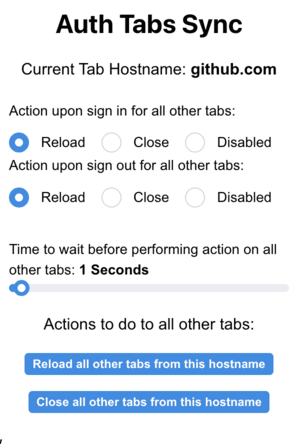 Auth Tabs Sync
Current Tab Hostname: github.com
Action upon sign in for all other tabs:
Reload Close Disabled
Action upon sign out for all other tabs:
Reload Close Disabled
Time to wait before performing action on all
other tabs: 1 Seconds
Actions to do to all other tabs:
Reload all other tabs from this hostname
Close all other tabs from this hostname
,